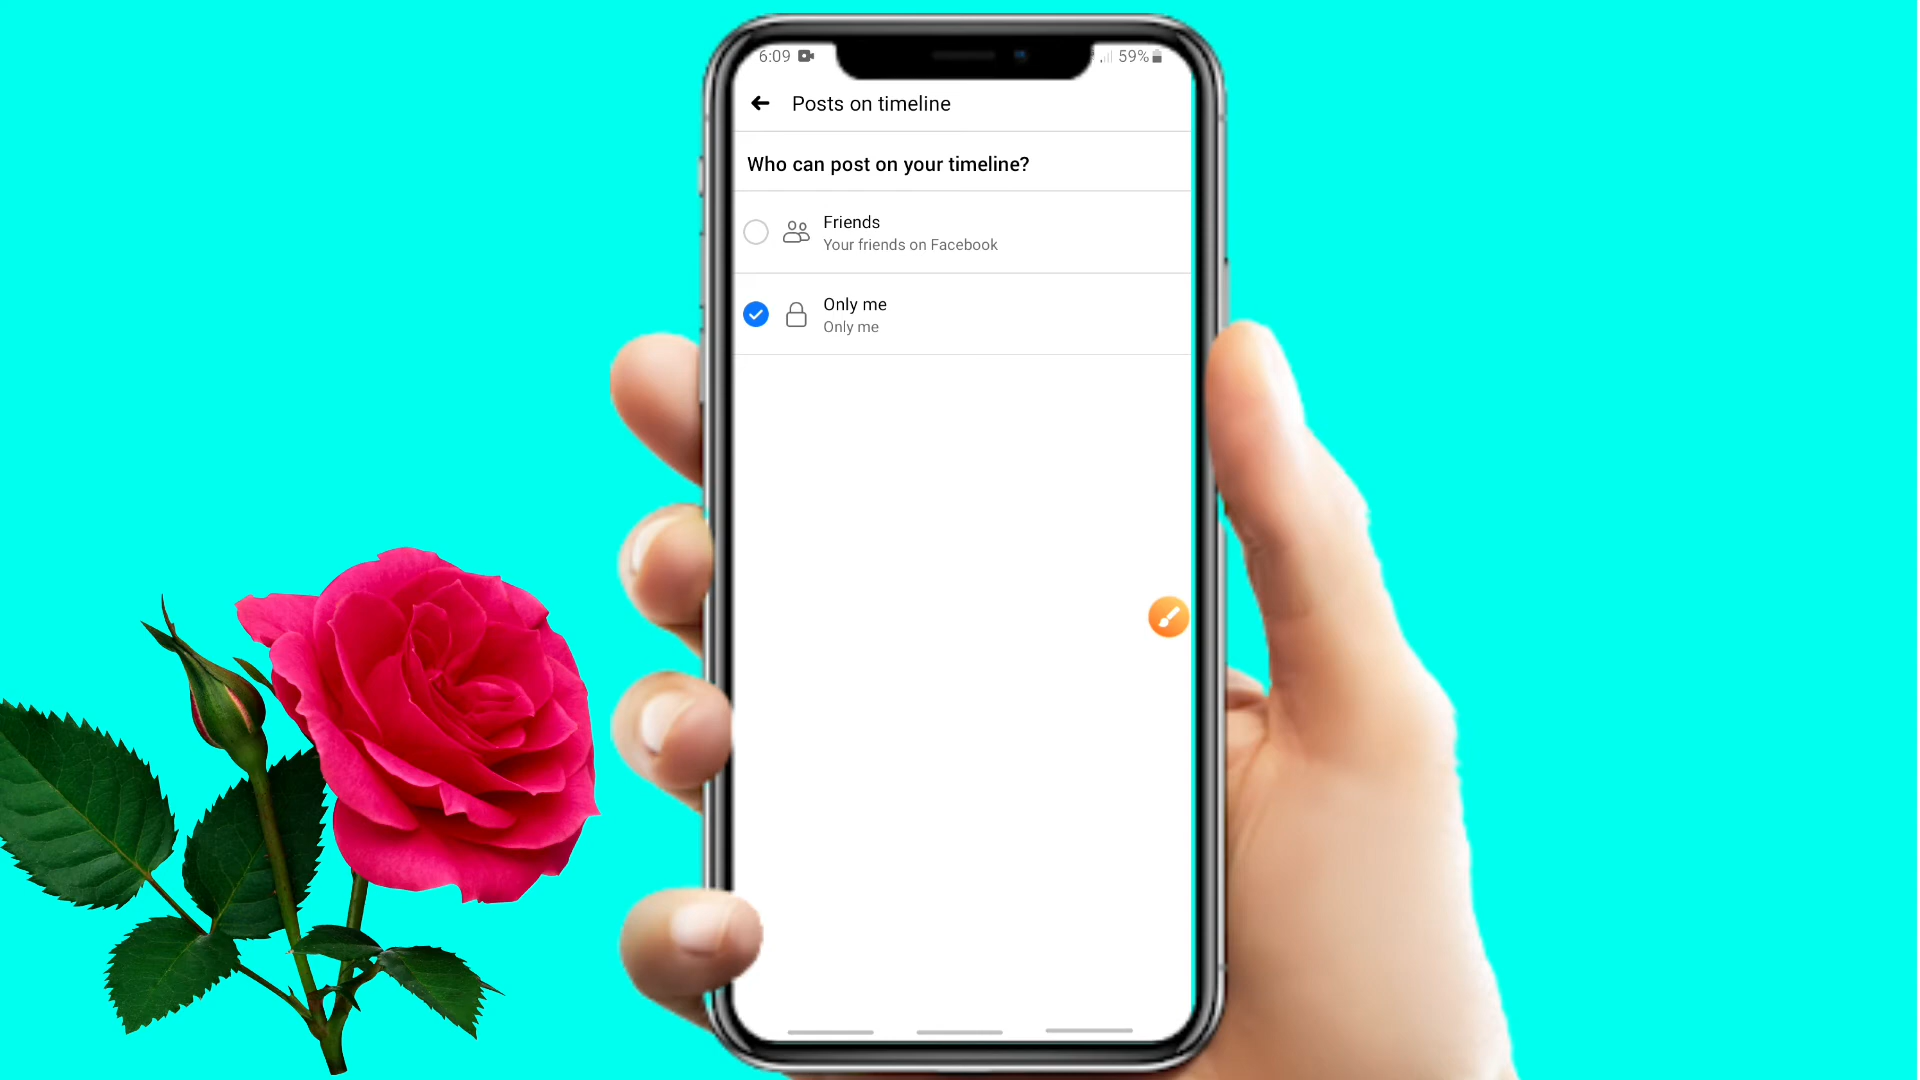 6:09 59%
Posts on timeline
Who can post on your timeline?
Friends
Your friends on Facebook
Only me
Only me